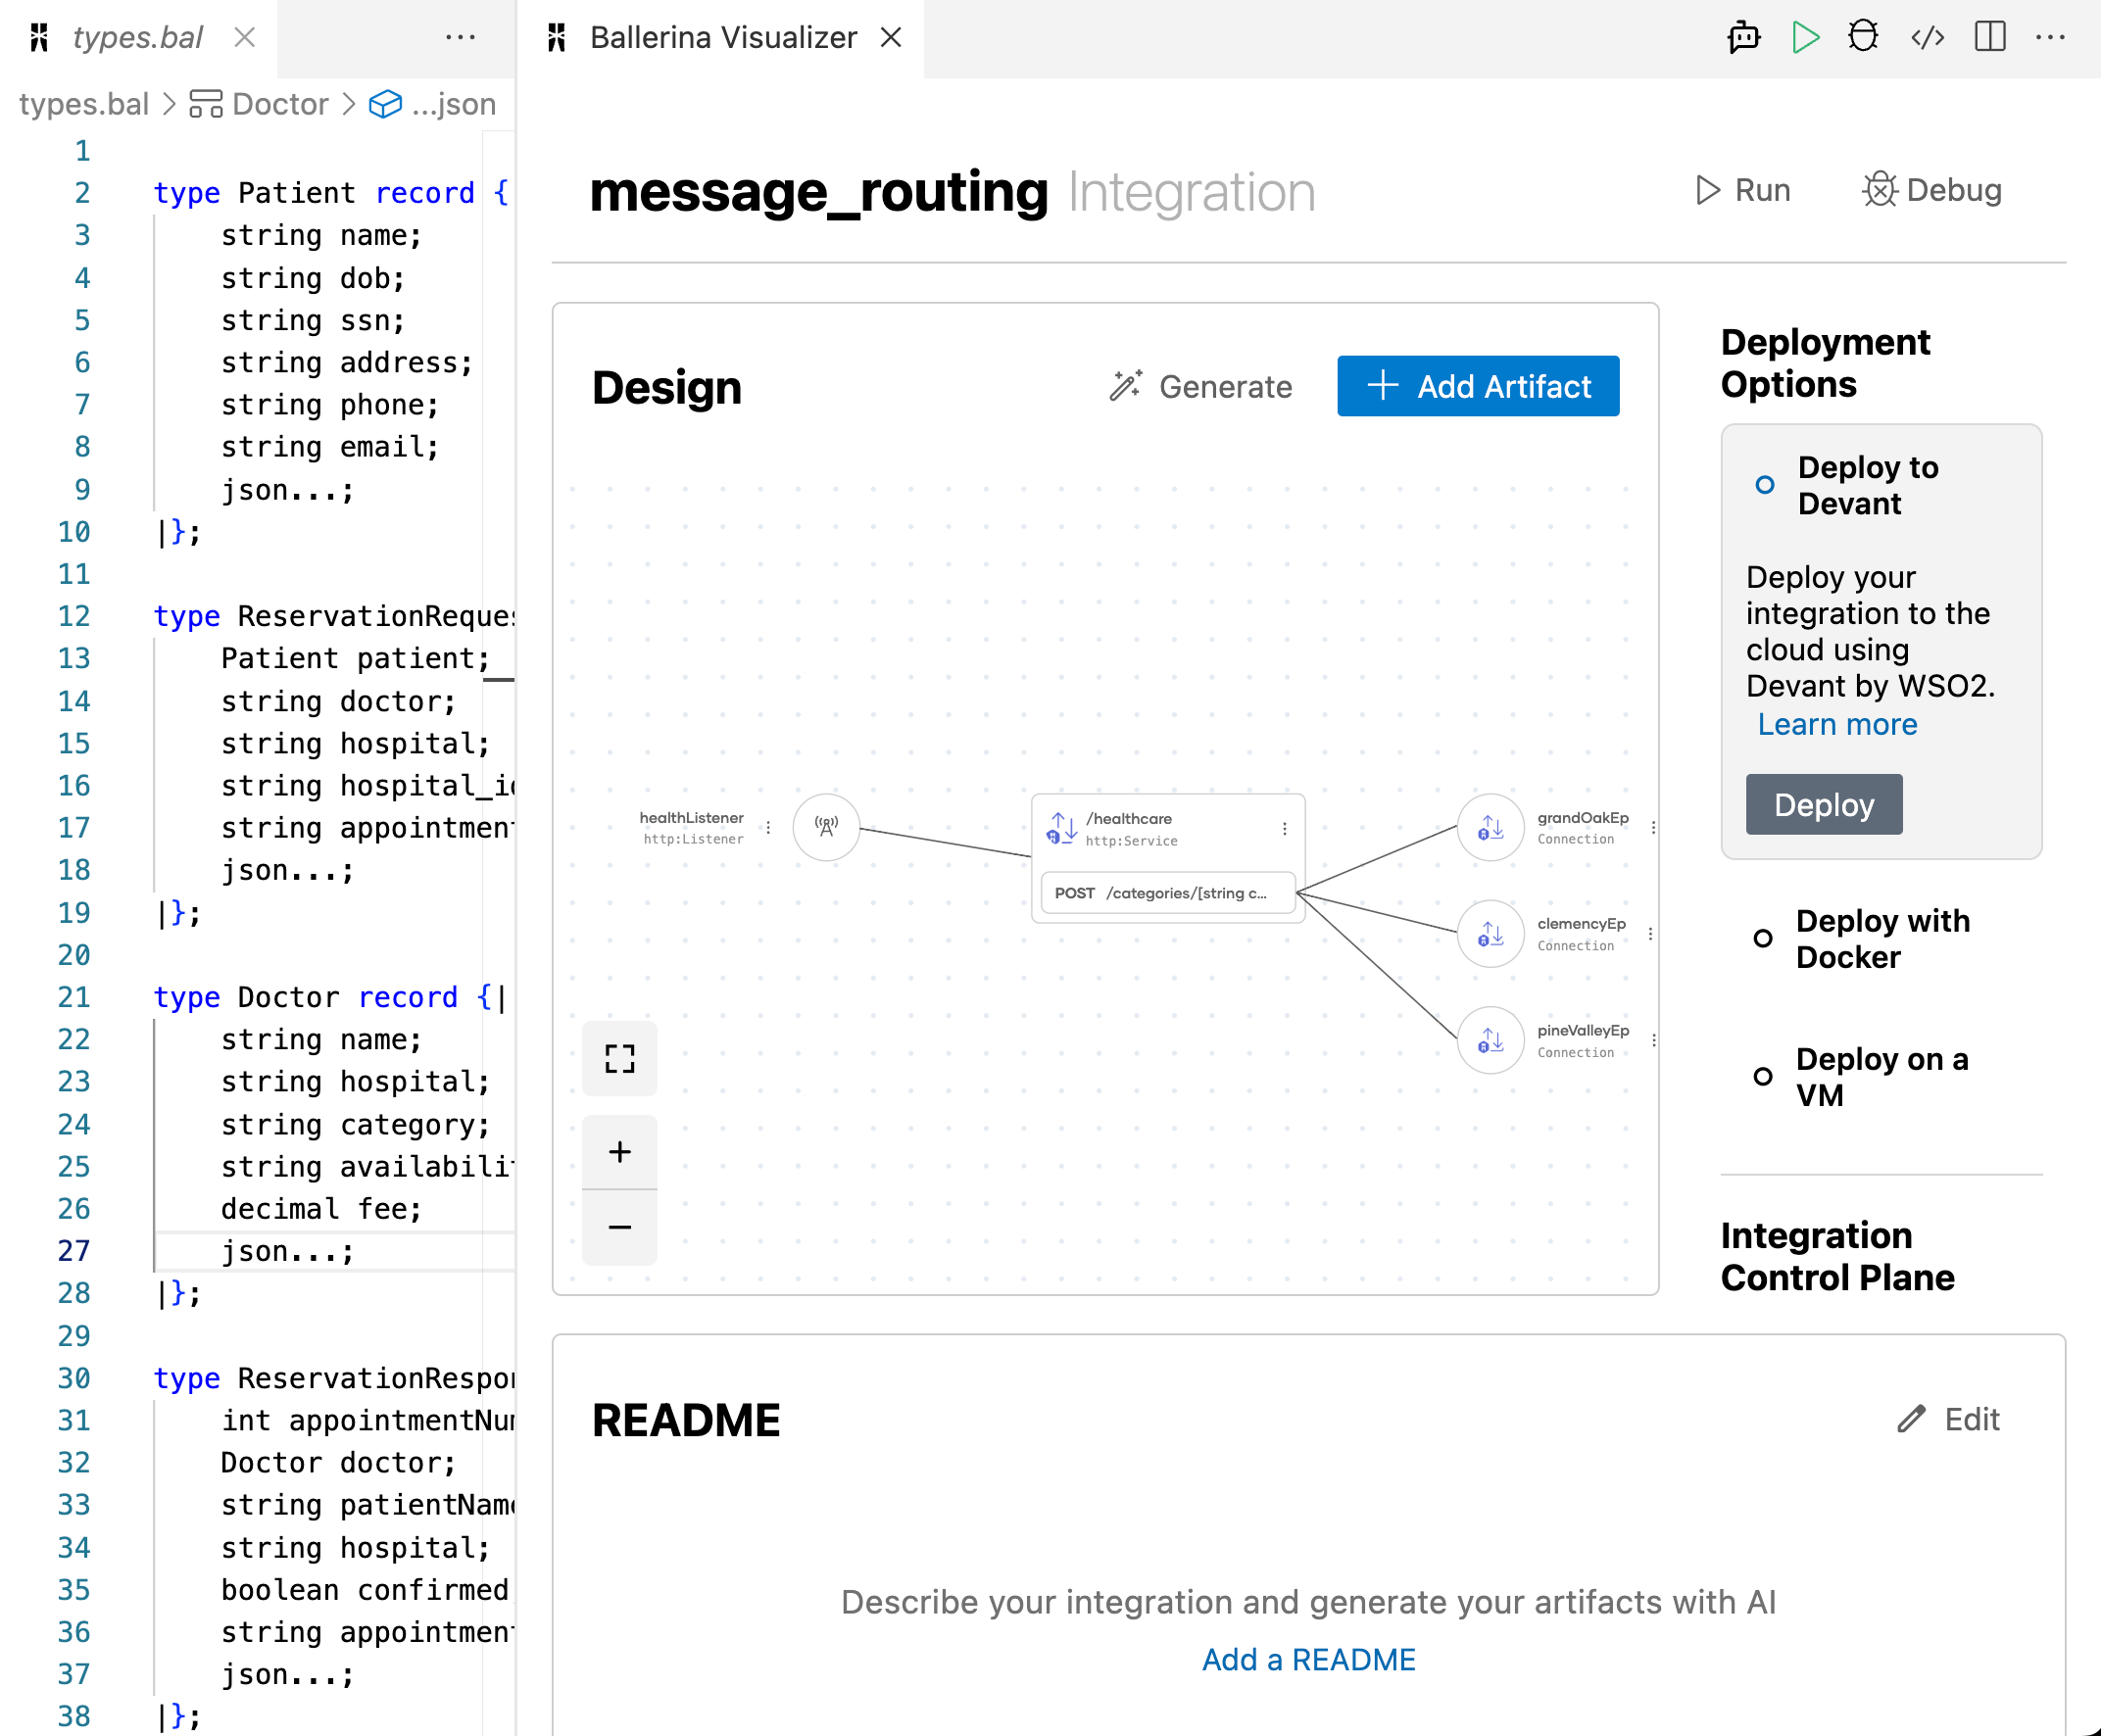 types.bal
Ballerina Visualizer
types.bal > Doctor > ...json
1
2 type Patient record {
3 string name;
4 string dob;
5 string ssn;
6 string address;
7 string phone;
8 string email;
9 json...;
10 |};
11
12 type ReservationReques
13 Patient patient;
14 string doctor;
15 string hospital;
16 string hospital_i
17 string appointmen
18 json...;
19 |};
20
21 type Doctor record {|
22 string name;
23 string hospital;
24 string category;
25 string availabili
26 decimal fee;
27 json...;
28 |};
29
30 type ReservationRespo
31 int appointmentNu
32 Doctor doctor;
33 string patientNam
34 string hospital;
35 boolean confirmed
36 string appointmen
37 json...;
38 |};
message_routing Integration
Run
Debug
Design
Generate
Add Artifact
healthListener
http:Listener
/healthcare
http:Service
POST /categories/[string c...
grandOakEp
Connection
clemencyEp
Connection
pineValleyEp
Connection
Deployment
Options
Deploy to
Devant
Deploy your
integration to the
cloud using
Devant by WSO2.
Learn more
Deploy
Deploy with
Docker
Deploy on a
VM
Integration
Control Plane
README
Edit
Describe your integration and generate your artifacts with AI
Add a README